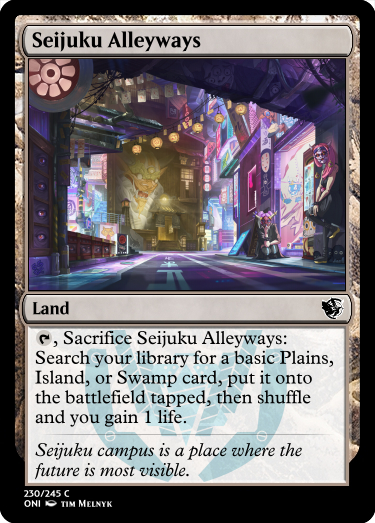 Seijuku Alleyways
Land
, Sacrifice Seijuku Alleyways:
Search your library for a basic Plains,
Island, or Swamp card, put it onto
the battlefield tapped, then shuffle
and you gain 1 life.
Seijuku campus is a place where the
future is most visible.
230/245 C
ONI TIM MELNYK